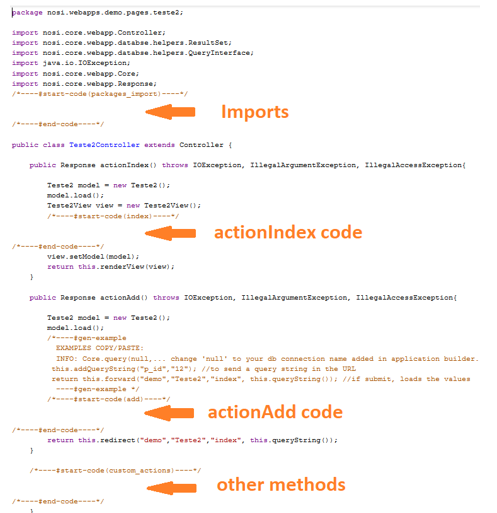 package nosi.webapps.demo.pages.teste2;
import nosi.core.webapp.Controller;
import nosi.core.webapp.databse.helpers.ResultSet;
import nosi.core.webapp.databse.helpers.QueryInterface;
import java.io.IOException;
import nosi.core.webapp.Core;
import nosi.core.webapp.Response;
/*----#start-code(packages_import)----*/
Imports
/*----#end-code----*/
public class Teste2Controller extends Controller {
public Response actionIndex() throws IOException, IllegalArgumentException, IllegalAccessException{
Teste2 model = new Teste2();
model.load();
Teste2View view = new Teste2View();
/*----#start-code(index)----*/
actionIndex code
/*----#end-code----*/
view.setModel(model);
return this.renderView(view);
}
public Response actionAdd() throws IOException, IllegalArgumentException, IllegalAccessException{
Teste2 model = new Teste2();
model.load();
/*----#gen-example
EXAMPLES COPY/PASTE:
INFO: Core.query(null,... change 'null' to your db connection name added in application builder.
this.addQueryString("p_id","12"); //to send a query string in the URL
return this.forward("demo","Teste2","index", this.queryString()); //if submit, loads the values
----#gen-example */
/*----#start-code(add)----*/
actionAdd code
/*----#end-code----*/
return this.redirect("demo","Teste2","index", this.queryString());
}
/*----#start-code(custom_actions)----*/
other methods
/*----#end-code----*/
}